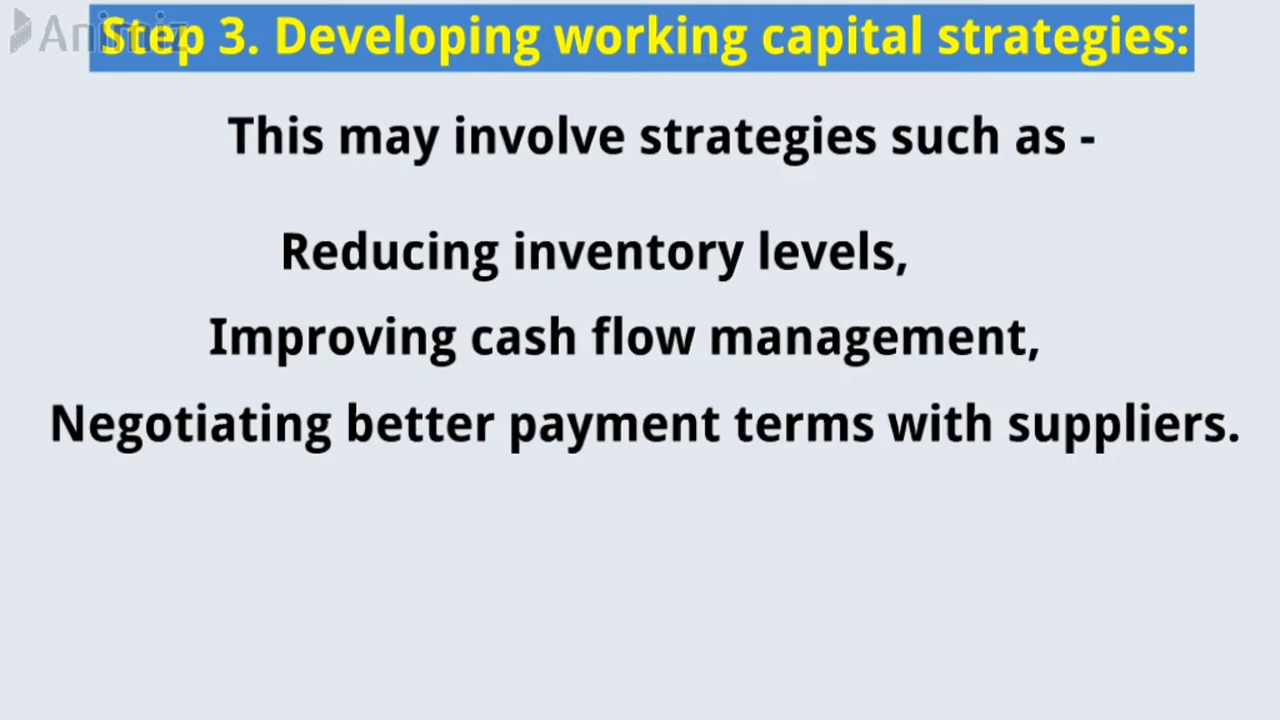 Animiz
Step 3. Developing working capital strategies:
This may involve strategies such as -
Reducing inventory levels,
Improving cash flow management,
Negotiating better payment terms with suppliers.